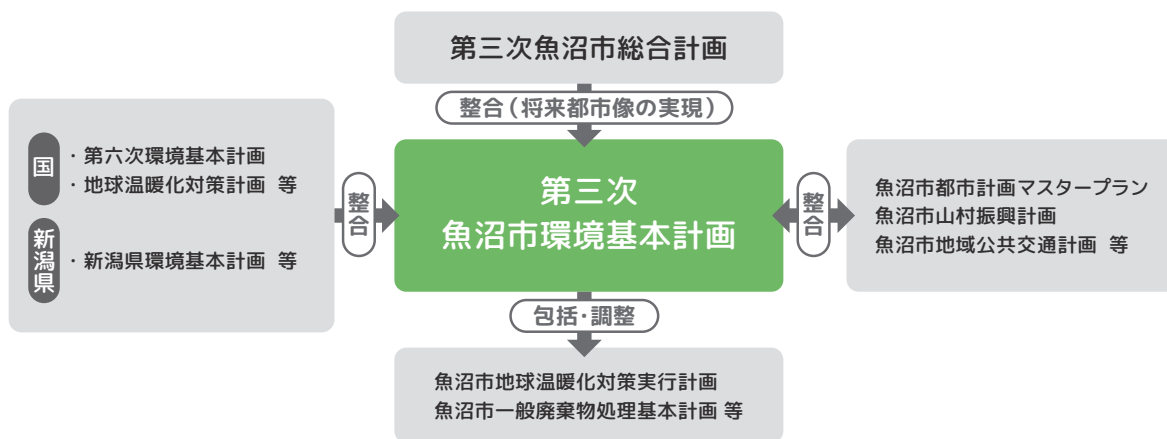 第三次魚沼市総合計画
整合（将来都市像の実現）
国
・第六次環境基本計画
・地球温暖化対策計画 等
新潟県
・新潟県環境基本計画 等
整合
第三次
魚沼市環境基本計画
整合
魚沼市都市計画マスタープラン
魚沼市山村振興計画
魚沼市地域公共交通計画 等
包括・調整
魚沼市地球温暖化対策実行計画
魚沼市一般廃棄物処理基本計画 等